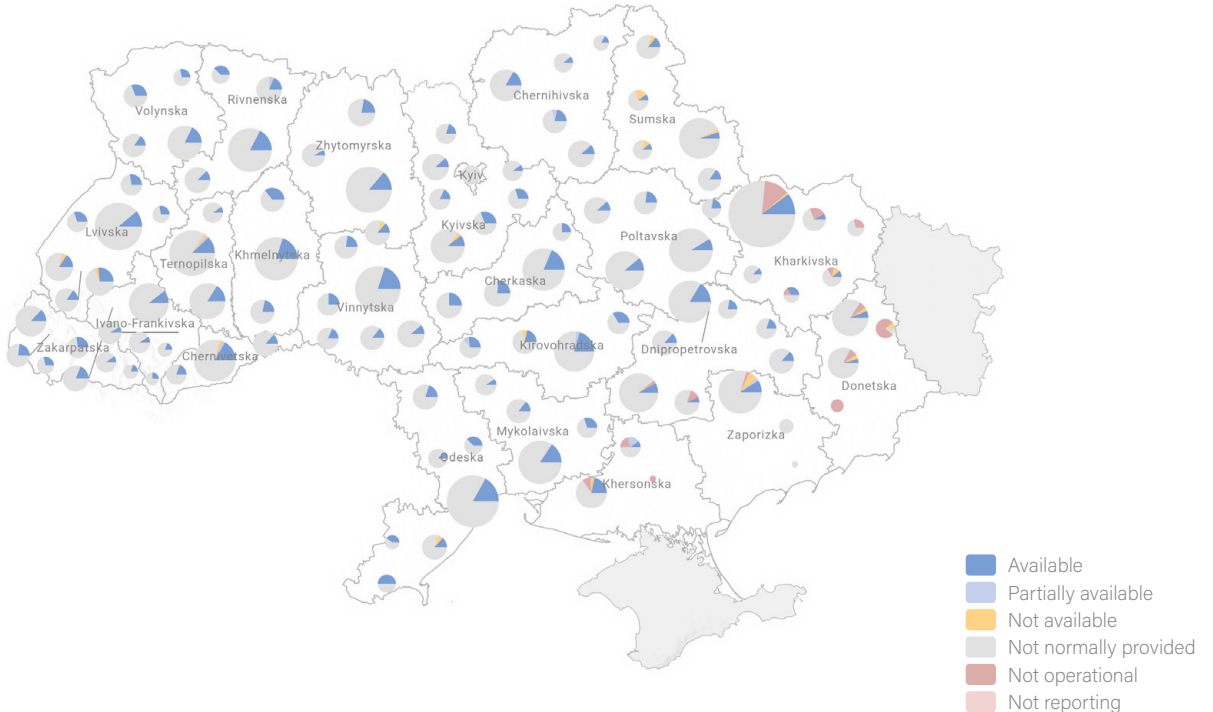 Volynska
Rivnenska
Zhytomyrska
Chernihivska
Sumska
Kyiv
Kyivska
Lvivska
Ternopilska
Khmelnytska
Poltavska
Kharkivska
Vinnytska
Cherkaska
Ivano-Frankivska
Zakarpatska
Chernivetska
Kirovohradska
Dnipropetrovska
Donetska
Mykolaivska
Zaporizka
Odeska
Khersonska
Available
Partially available
Not available
Not normally provided
Not operational
Not reporting